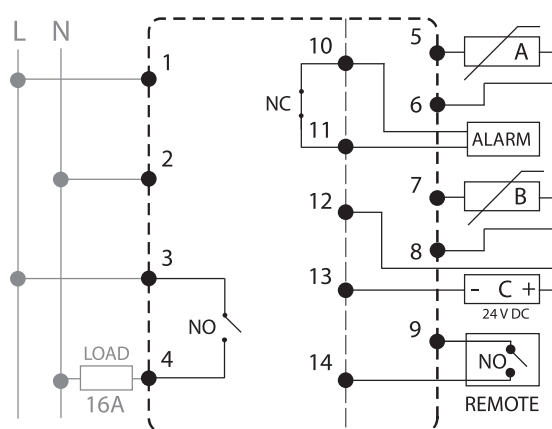 L N
1
2
3
4
NO
LOAD
16A
10
NC
11
12
13
14
5
A
6
ALARM
7
B
8
- C +
24 V DC
9
NO
REMOTE